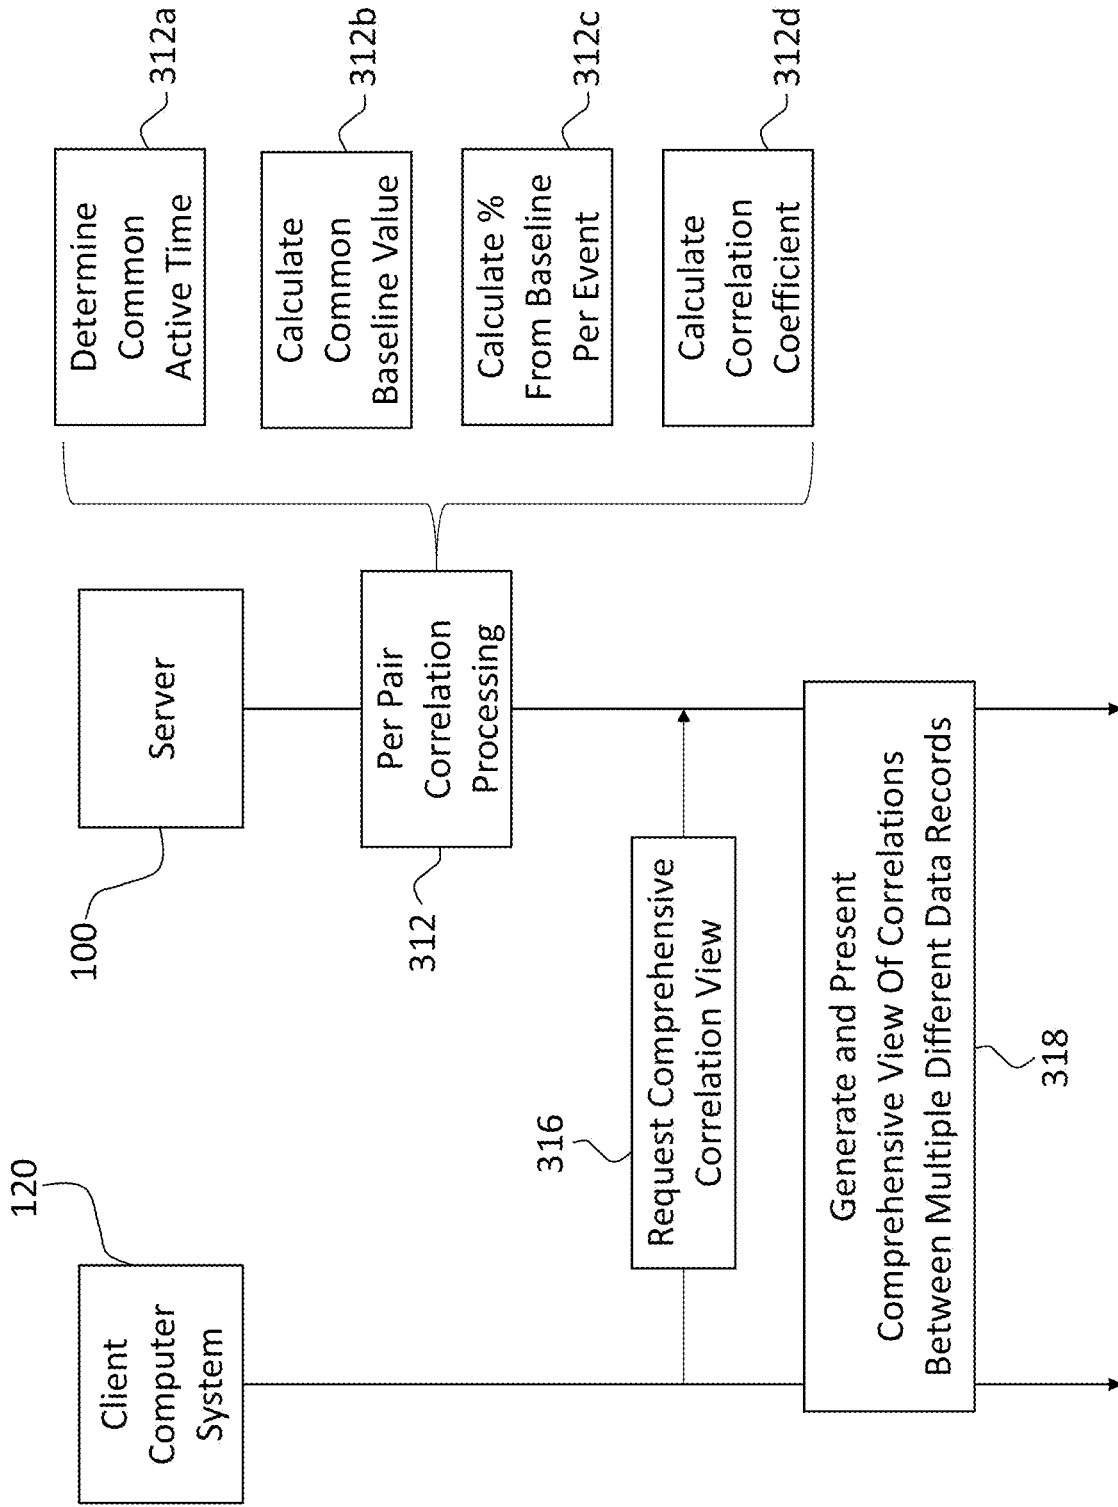 120
Client
Computer
System
100
Server
312
Per Pair
Correlation
Processing
Determine
Common
Active Time
312a
Calculate
Common
Baseline Value
312b
Calculate %
From Baseline
Per Event
312c
Calculate
Correlation
Coefficient
312d
316
Request Comprehensive
Correlation View
Generate and Present
Comprehensive View Of Correlations
Between Multiple Different Data Records
318